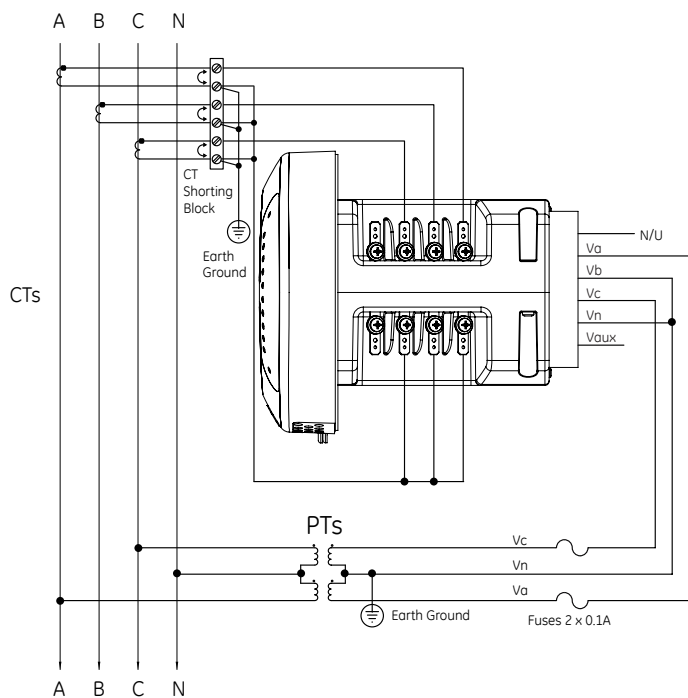 A B C N
CT
Shorting
Block
Earth
Ground
N/U
Va
Vb
Vc
Vn
Vaux
CTs
PTs
Vc
Vn
Va
Earth Ground
Fuses 2 x 0.1A
A B C N